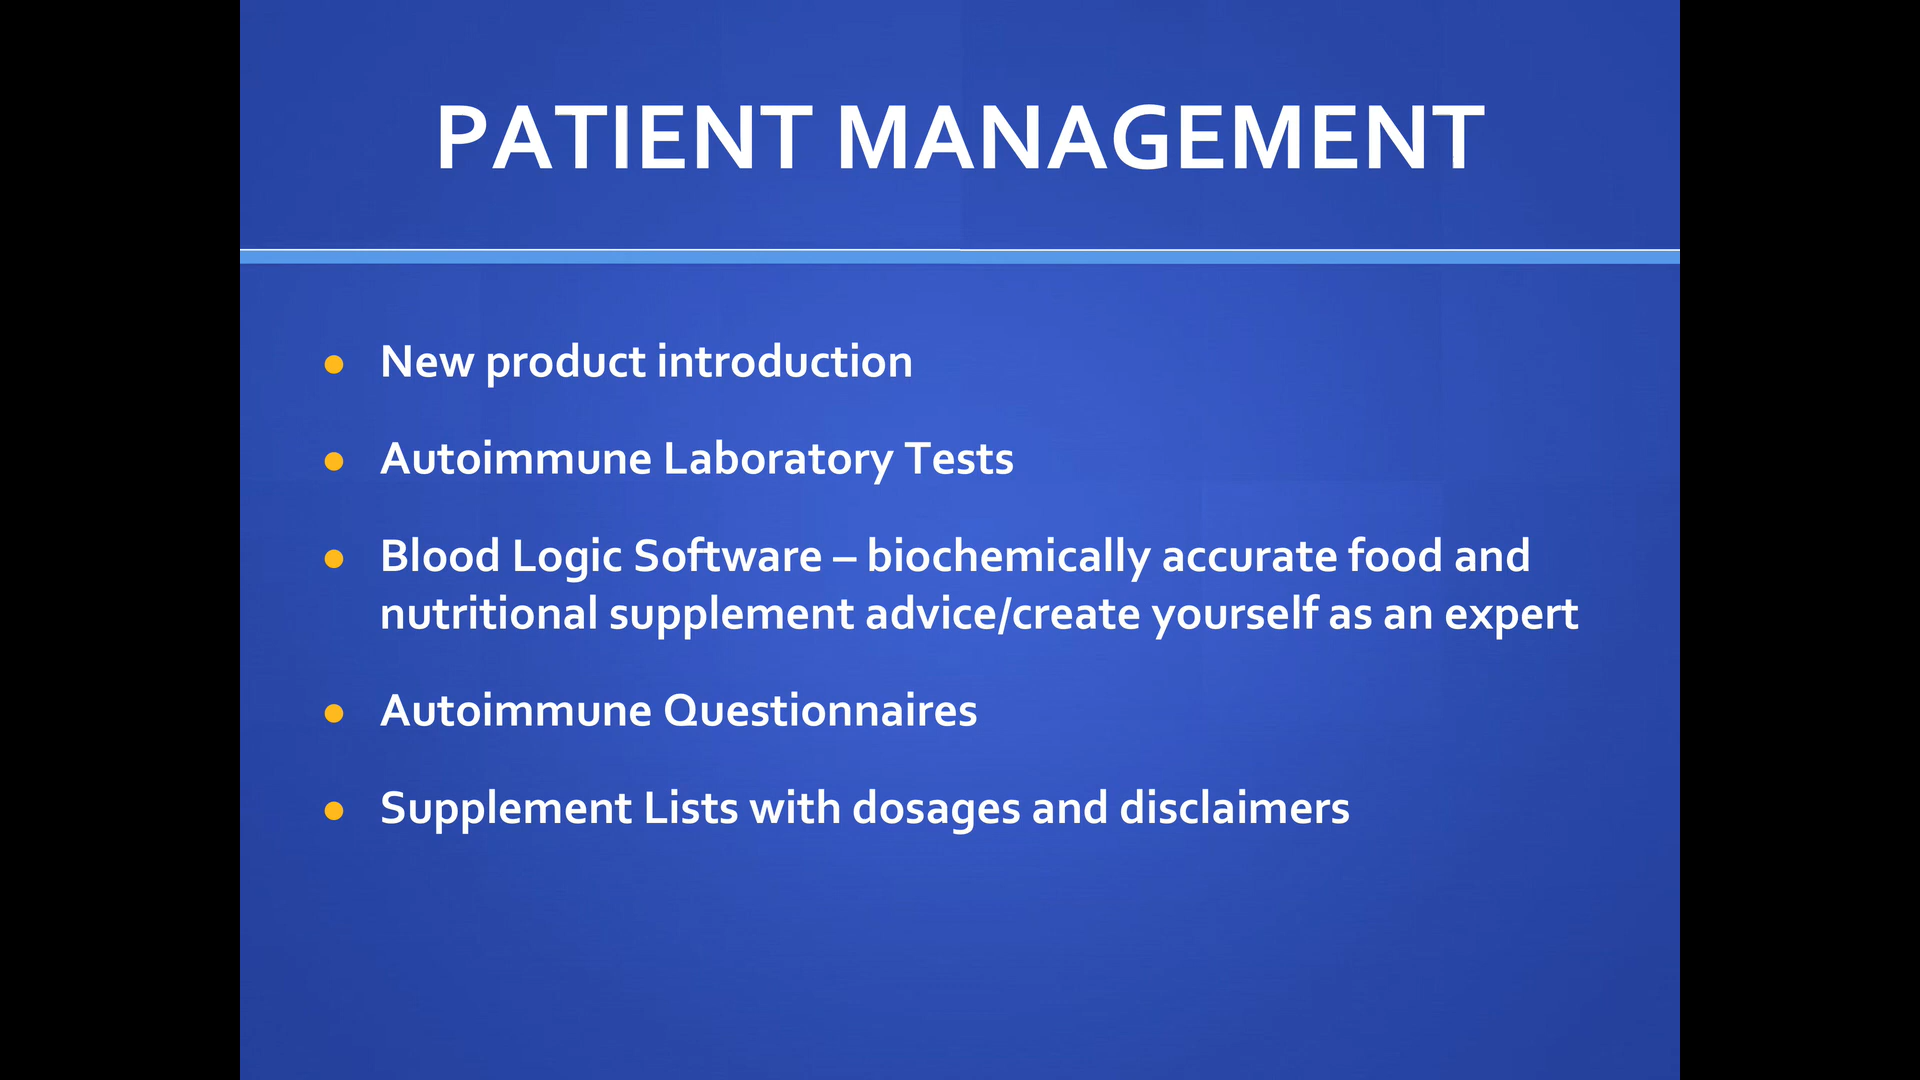 PATIENT MANAGEMENT
• New product introduction
• Autoimmune Laboratory Tests
• Blood Logic Software – biochemically accurate food and
nutritional supplement advice/create yourself as an expert
• Autoimmune Questionnaires
• Supplement Lists with dosages and disclaimers